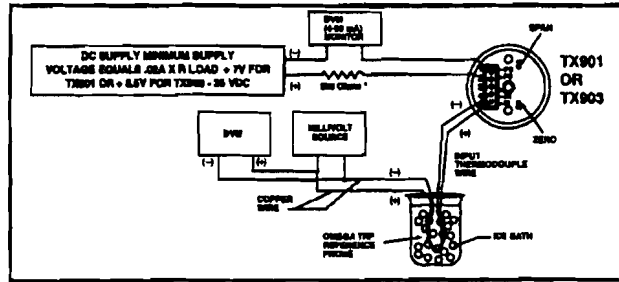 DVM
(4-20 mA)
MONITOR
(-)
DC SUPPLY MINIMUM SUPPLY
VOLTAGE EQUALS .02A X R LOAD + 7V FOR
TX901 OR + 8.5V FOR TX903 - 35 VDC
(+)
Ohms *
SPAN
TX901
OR
TX903
ZERO
(-)
(+)
DVM
MILLIVOLT
SOURCE
(-)
(+)
(-)
(+)
INPUT
THERMOCOUPLE
WIRE
COPPER
WIRE
OMEGA TRP
REFERENCE
PROBE
ICE BATH